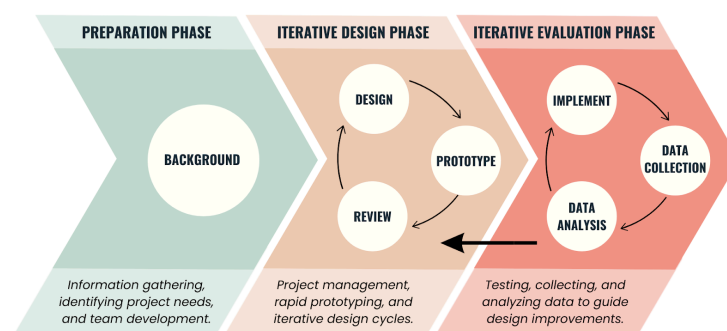 PREPARATION PHASE
BACKGROUND
Information gathering,
identifying project needs,
and team development.
ITERATIVE DESIGN PHASE
DESIGN
PROTOTYPE
REVIEW
Project management,
rapid prototyping, and
iterative design cycles.
ITERATIVE EVALUATION PHASE
IMPLEMENT
DATA
COLLECTION
DATA
ANALYSIS
Testing, collecting, and
analyzing data to guide
design improvements.